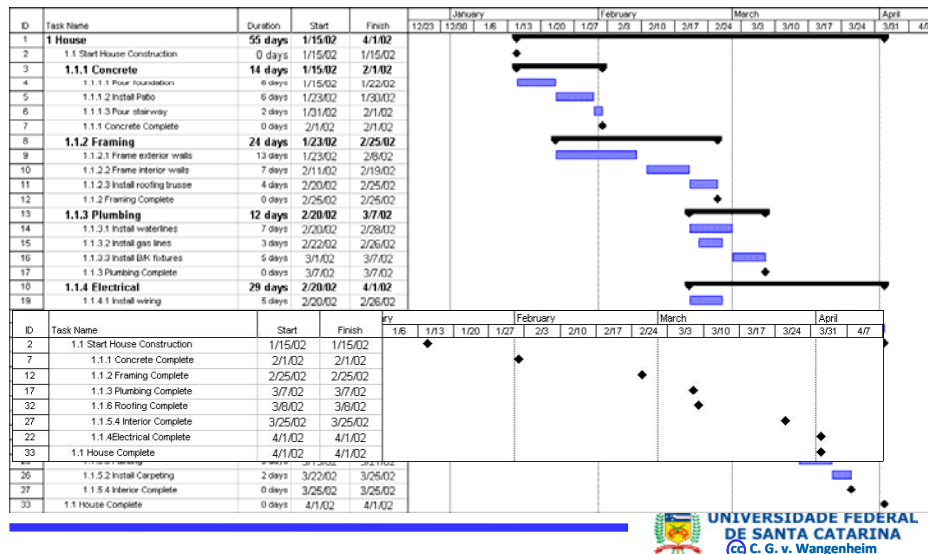 January February March April
ID Task Name Duration Start Finish 12/23 12/30 1/6 1/13 1/20 1/27 2/3 2/10 2/17 2/24 3/3 3/10 3/17 3/24 3/31
1 1 House 55 days 1/15/02 4/1/02
2 1.1 Start House Construction 0 days 1/15/02 1/15/02
3 1.1.1 Concrete 14 days 1/15/02 2/1/02
4 1.1.1.1 Pour foundation 6 days 1/15/02 1/22/02
5 1.1.1.2 Install Patio 6 days 1/23/02 1/30/02
6 1.1.1.3 Pour stairway 2 days 1/31/02 2/1/02
7 1.1.1 Concrete Complete 0 days 2/1/02 2/1/02
8 1.1.2 Framing 24 days 1/23/02 2/25/02
9 1.1.2.1 Frame exterior walls 13 days 1/23/02 2/8/02
10 1.1.2.2 Frame interior walls 7 days 2/11/02 2/19/02
11 1.1.2.3 Install roofing trusse 4 days 2/20/02 2/25/02
12 1.1.2 Framing Complete 0 days 2/25/02 2/25/02
13 1.1.3 Plumbing 12 days 2/20/02 3/7/02
14 1.1.3.1 Install waterlines 7 days 2/20/02 2/28/02
15 1.1.3.2 Install gas lines 3 days 2/22/02 2/26/02
16 1.1.3.3 Install B/K fixtures 5 days 3/1/02 3/7/02
17 1.1.3 Plumbing Complete 0 days 3/7/02 3/7/02
18 1.1.4 Electrical 29 days 2/20/02 4/1/02
19 1.1.4.1 Install wiring 5 days 2/20/02 2/26/02
ry February March April
ID Task Name Start Finish 1/6 1/13 1/20 1/27 2/3 2/10 2/17 2/24 3/3 3/10 3/17 3/24 3/31 4/7
2 1.1 Start House Construction 1/15/02 1/15/02
7 1.1.1 Concrete Complete 2/1/02 2/1/02
12 1.1.2 Framing Complete 2/25/02 2/25/02
17 1.1.3 Plumbing Complete 3/7/02 3/7/02
32 1.1.6 Roofing Complete 3/8/02 3/8/02
27 1.1.5.4 Interior Complete 3/25/02 3/25/02
22 1.1.4Electrical Complete 4/1/02 4/1/02
33 1.1 House Complete 4/1/02 4/1/02
26 1.1.5.2 Install Carpeting 2 days 3/22/02 3/25/02
27 1.1.5.4 Interior Complete 0 days 3/25/02 3/25/02
33 1.1 House Complete 0 days 4/1/02 4/1/02
UNIVERSIDADE FEDERAL
DE SANTA CATARINA
cc C. G. v. Wangenheim